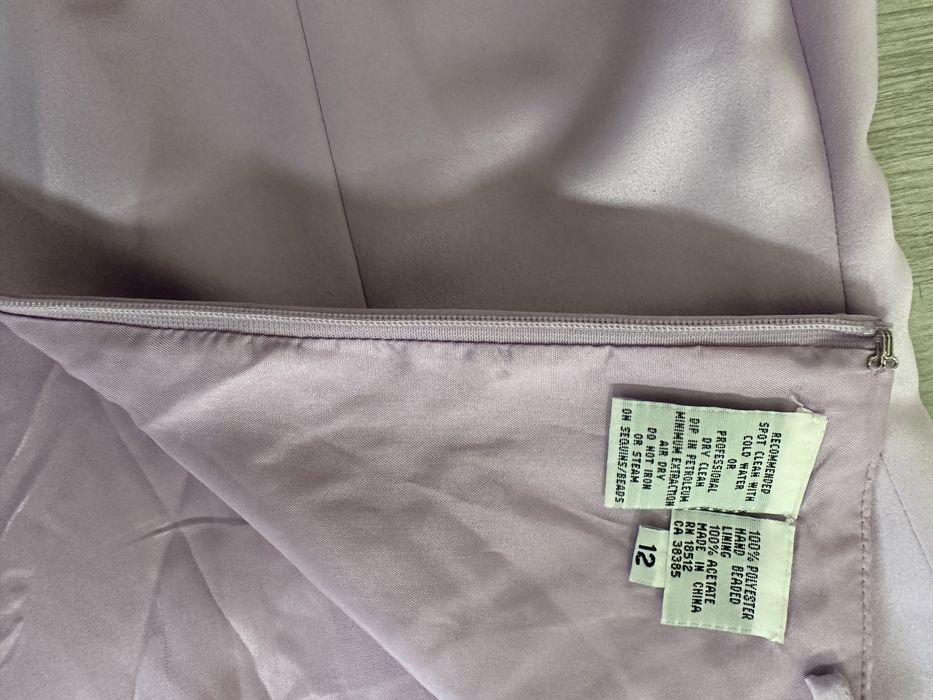 RECOMMENDED
SPOT CLEAN WITH
COLD WATER
OR
PROFESSIONAL
DRY CLEAN
DIP IN PETROLEUM
MINIMUM EXTRACTION
AIR DRY
DO NOT IRON
OR STEAM
ON SEQUINS/BEADS
100% POLYESTER
HAND BEADED
LINING
100% ACETATE
MADE IN CHINA
RN 18512
CA 38385
12